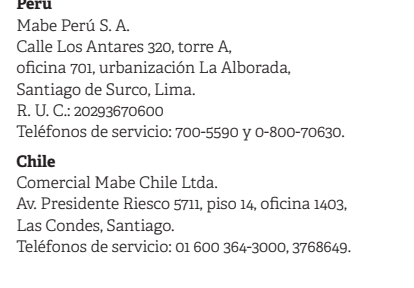 Perú
Mabe Perú S. A.
Calle Los Antares 320, torre A,
oficina 701, urbanización La Alborada,
Santiago de Surco, Lima.
R. U. C.: 20293670600
Teléfonos de servicio: 700-5590 y 0-800-70630.
Chile
Comercial Mabe Chile Ltda.
Av. Presidente Riesco 5711, piso 14, oficina 1403,
Las Condes, Santiago.
Teléfonos de servicio: 01 600 364-3000, 3768649.